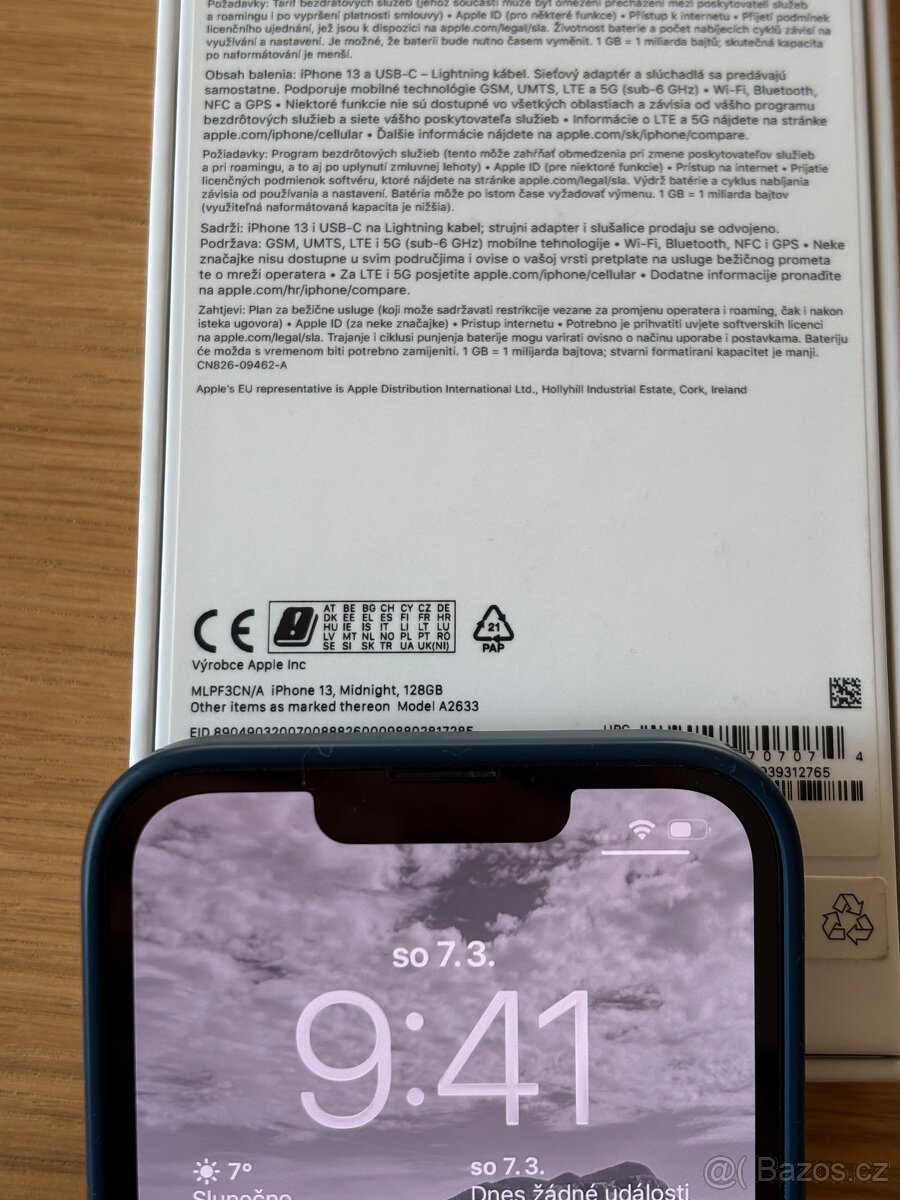 Požadavky: Tarif bezdrátových služeb (jehož součástí může být omezení přecházení mezi poskytovateli služeb
a roamingu i po vypršení platnosti smlouvy) • Apple ID (pro některé funkce) • Přístup k internetu • Přijetí podmínek
licenčního ujednání, jež jsou k dispozici na apple.com/legal/sla. Životnost baterie a počet nabíjecích cyklů závisí na
využívání a nastavení. Je možné, že baterii bude nutno časem vyměnit. 1 GB = 1 miliarda bajtů; skutečná kapacita
po naformátování je menší.
Obsah balenia: iPhone 13 a USB-C – Lightning kábel. Sieťový adaptér a slúchadlá sa predávajú
samostatne. Podporuje mobilné technológie GSM, UMTS, LTE a 5G (sub-6 GHz) • Wi-Fi, Bluetooth,
NFC a GPS • Niektoré funkcie nie sú dostupné vo všetkých oblastiach a závisia od vášho programu
bezdrôtových služieb a siete vášho poskytovateľa služieb • Informácie o LTE a 5G nájdete na stránke
apple.com/iphone/cellular • Ďalšie informácie nájdete na apple.com/sk/iphone/compare.
Požiadavky: Program bezdrôtových služieb (tento môže zahŕňať obmedzenia pri zmene poskytovateľov služieb
a pri roamingu, a to aj po uplynutí zmluvnej lehoty) • Apple ID (pre niektoré funkcie) • Prístup na internet • Prijatie
licenčných podmienok softvéru, ktoré nájdete na stránke apple.com/legal/sla. Výdrž batérie a cyklus nabíjania
závisia od používania a nastavení. Batéria môže po istom čase vyžadovať výmenu. 1 GB = 1 miliarda bajtov
(využiteľná naformátovaná kapacita je nižšia).
Sadrži: iPhone 13 i USB-C na Lightning kabel; strujni adapter i slušalice prodaju se odvojeno.
Podržava: GSM, UMTS, LTE i 5G (sub-6 GHz) mobilne tehnologije • Wi-Fi, Bluetooth, NFC i GPS • Neke
značajke nisu dostupne u svim područjima i ovise o vašoj vrsti pretplate na usluge bežičnog prometa
te o mreži operatera • Za LTE i 5G posjetite apple.com/iphone/cellular • Dodatne informacije pronađite
na apple.com/hr/iphone/compare.
Zahtjevi: Plan za bežične usluge (koji može sadržavati restrikcije vezane za promjenu operatera i roaming, čak i nakon
isteka ugovora) • Apple ID (za neke značajke) • Pristup internetu • Potrebno je prihvatiti uvjete softverskih licenci
na apple.com/legal/sla. Trajanje i ciklusi punjenja baterije mogu varirati ovisno o načinu uporabe i postavkama. Bateriju
će možda s vremenom biti potrebno zamijeniti. 1 GB = 1 milijarda bajtova; stvarni formatirani kapacitet je manji.
CN826-09462-A
Apple's EU representative is Apple Distribution International Ltd., Hollyhill Industrial Estate, Cork, Ireland
CE
AT BE BG CH CY CZ DE
DK EE EL ES FI FR HR
HU IE IS IT LI LT LU
LV MT NL NO PL PT RO
SE SI SK TR UA UK(NI)
21
PAP
Výrobce Apple Inc
MLPF3CN/A iPhone 13, Midnight, 128GB
Other items as marked thereon Model A2633
EID 89049032007008882600098802817285
UPC
70707 4
039312765
so 7. 3.
9:41
7°
Slunečno
so 7. 3.
Dnes žádné události
@( Bazos.cz